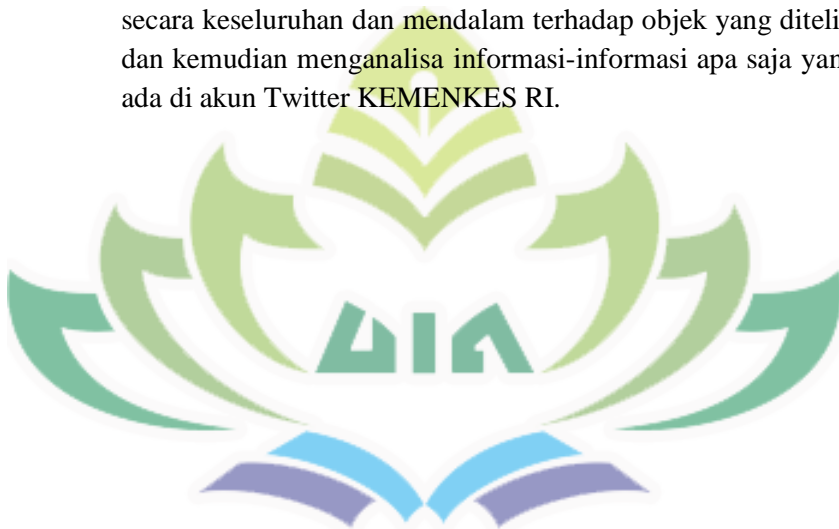 secara keseluruhan dan mendalam terhadap objek yang diteli
dan kemudian menganalisa informasi-informasi apa saja yan
ada di akun Twitter KEMENKES RI.
UIN